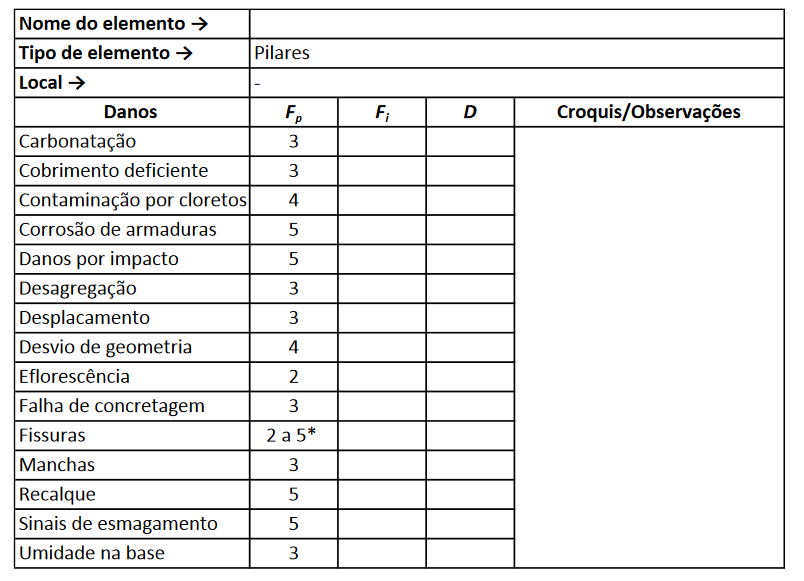 Nome do elemento →
Tipo de elemento → Pilares
Local → -
Danos Fp Fi D Croquis/Observações
Carbonatação 3
Cobrimento deficiente 3
Contaminação por cloretos 4
Corrosão de armaduras 5
Danos por impacto 5
Desagregação 3
Desplacamento 3
Desvio de geometria 4
Eflorescência 2
Falha de concretagem 3
Fissuras 2 a 5*
Manchas 3
Recalque 5
Sinais de esmagamento 5
Umidade na base 3